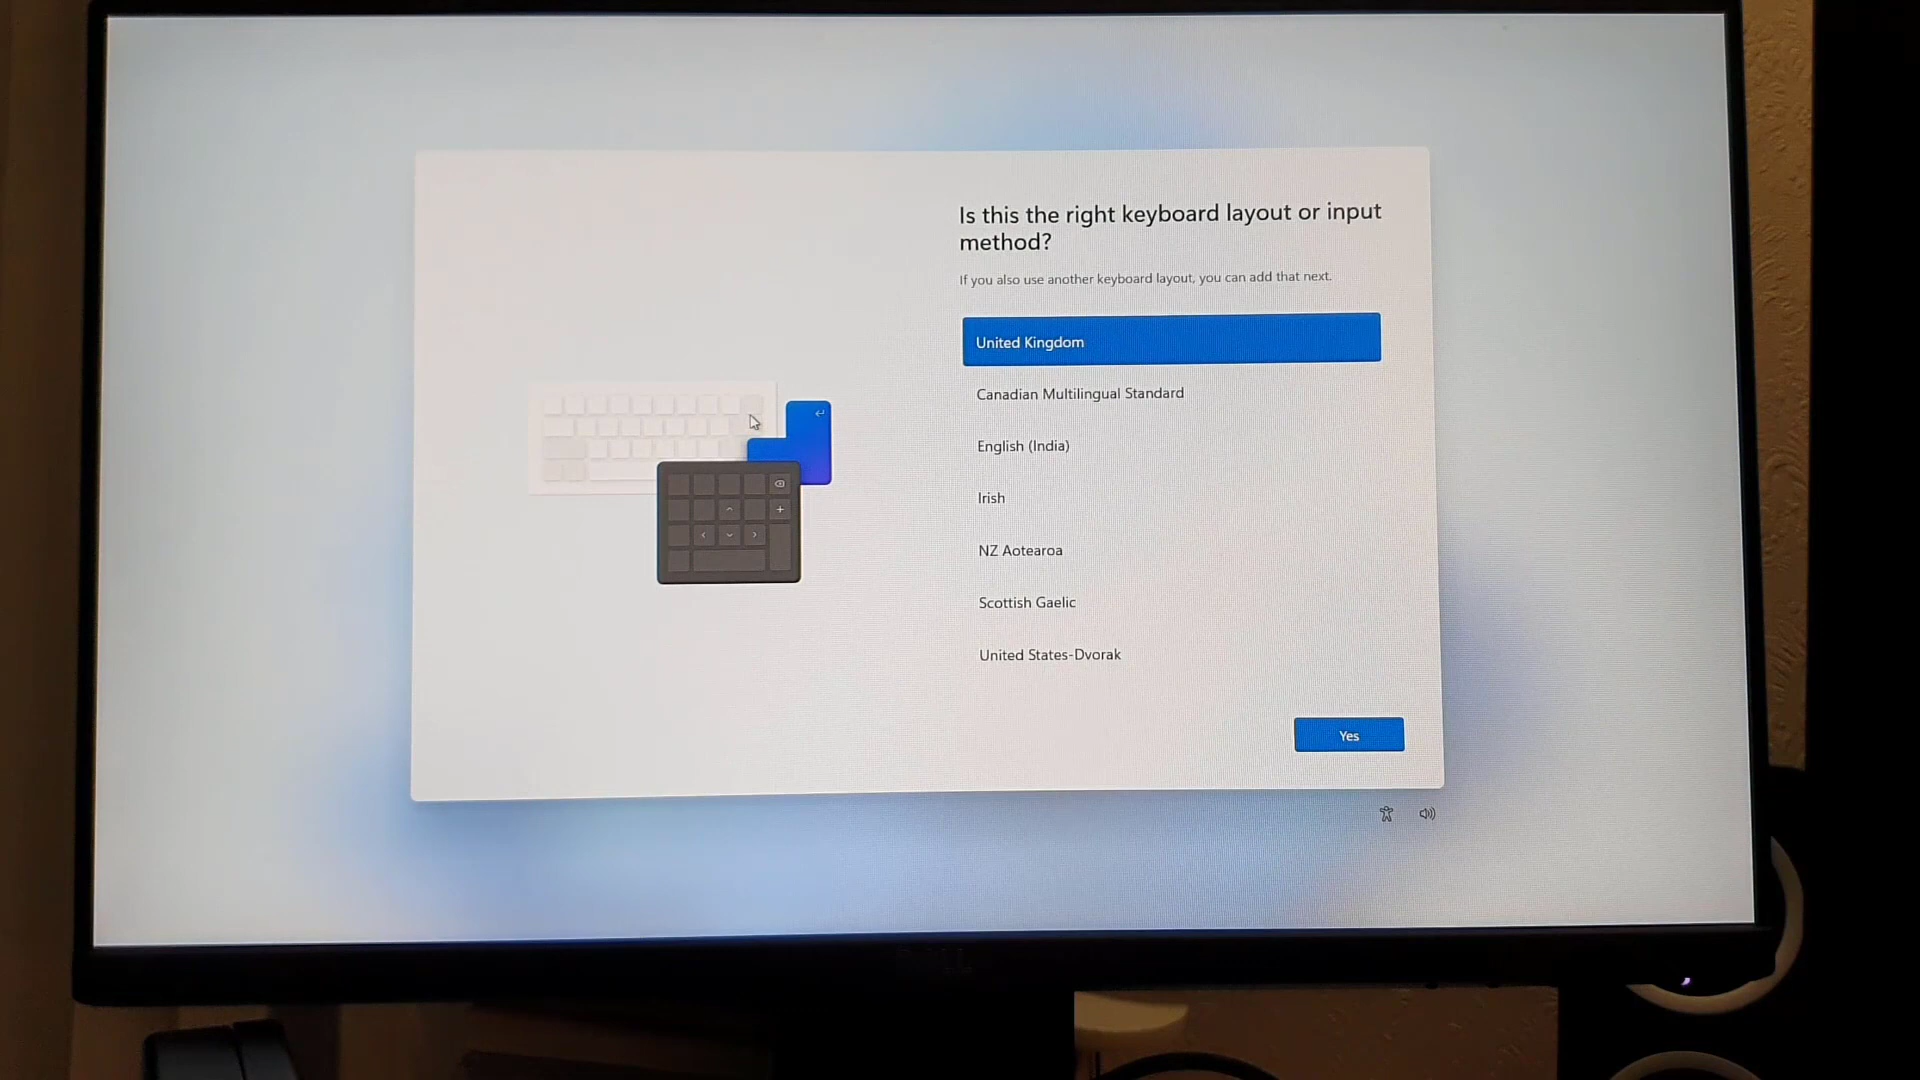 Is this the right keyboard layout or input
method?
If you also use another keyboard layout, you can add that next.
United Kingdom
Canadian Multilingual Standard
English (India)
Irish
NZ Aotearoa
Scottish Gaelic
United States-Dvorak
Yes
DELL